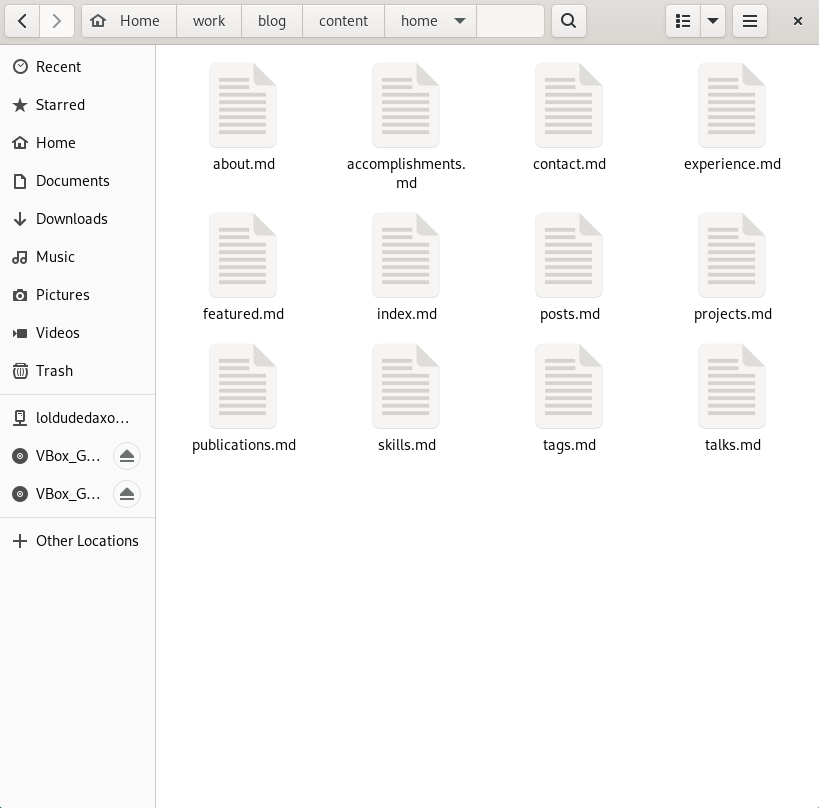 Home work blog content home
Recent
Starred
Home
Documents
Downloads
Music
Pictures
Videos
Trash
loldudedaxo...
VBox_G...
VBox_G...
Other Locations
about.md
accomplishments.
md
contact.md
experience.md
featured.md
index.md
posts.md
projects.md
publications.md
skills.md
tags.md
talks.md